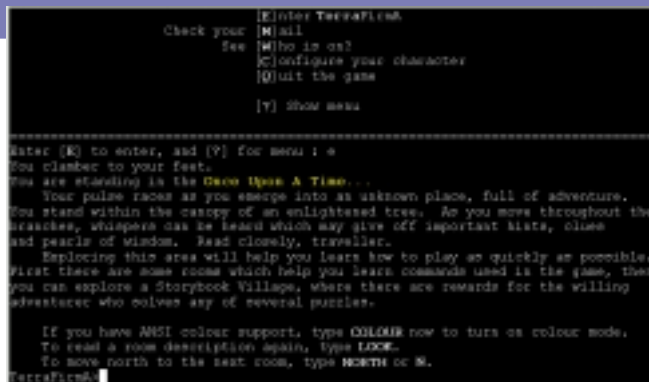 [E]nter TerraFirmA
Check your [M]ail
See [W]ho is on?
[C]onfigure your character
[Q]uit the game
[?] Show menu
Enter [E] to enter, and [?] for menu : e
You clamber to your feet.
You are standing in the Once Upon A Time...
Your pulse races as you emerge into an unknown place, full of adventure.
You stand within the canopy of an enlightened tree. As you move throughout the
branches, whispers can be heard which may give off important hints, clues
and pearls of wisdom. Read closely, traveller.
Exploring this area will help you learn how to play as quickly as possible.
First there are some rooms which help you learn commands used in the game, then
you can explore a Storybook Village, where there are rewards for the willing
adventurer who solves any of several puzzles.
If you have ANSI colour support, type COLOUR now to turn on colour mode.
To read a room description again, type LOOK.
To move north to the next room, type NORTH or N.
TerraFirmA>